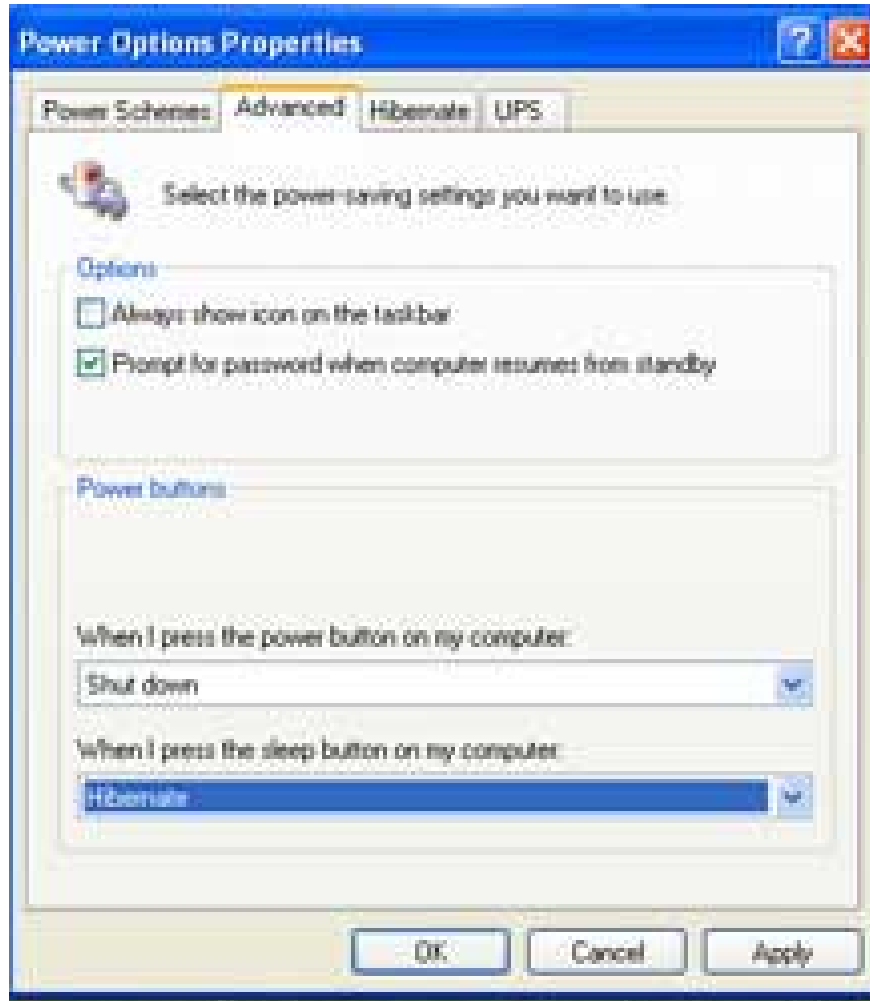 Power Options Properties
Power Schemes Advanced Hibernate UPS
Select the power-saving settings you want to use.
Options
Always show icon on the taskbar
Prompt for password when computer resumes from standby
Power buttons
When I press the power button on my computer:
Shut down
When I press the sleep button on my computer:
Hibernate
OK Cancel Apply